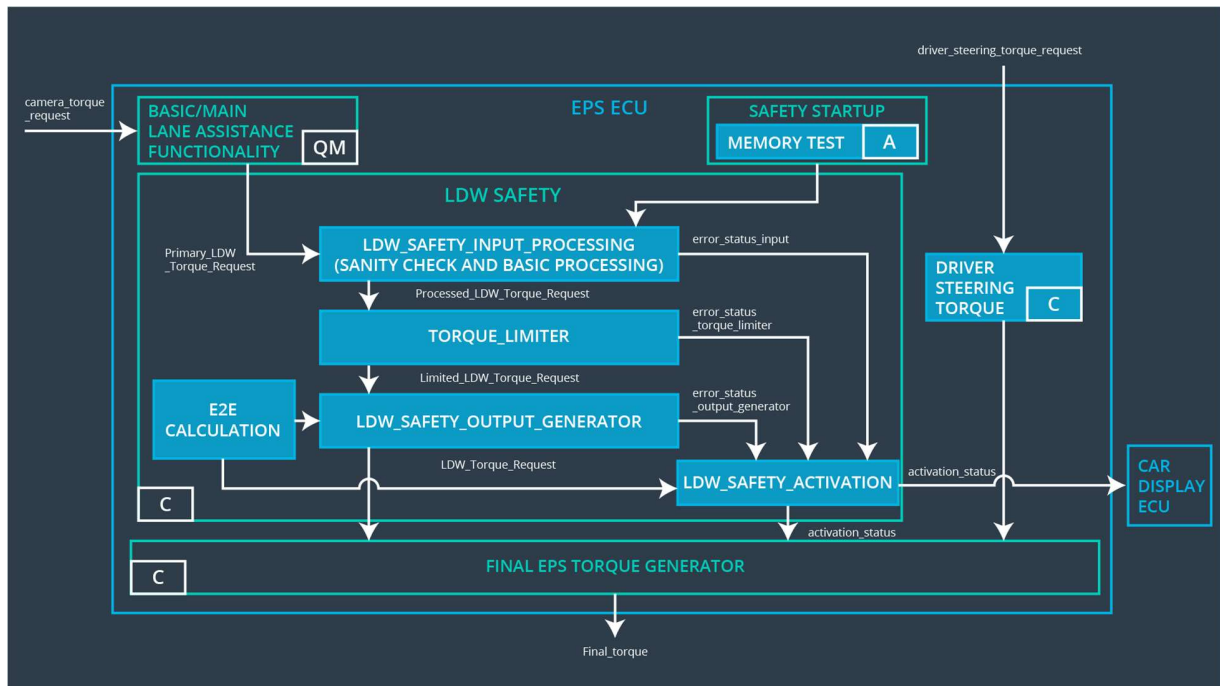 driver_steering_torque_request
camera_torque
_request
EPS ECU
BASIC/MAIN
LANE ASSISTANCE
FUNCTIONALITY
QM
SAFETY STARTUP
MEMORY TEST
A
LDW SAFETY
Primary_LDW
_Torque_Request
LDW_SAFETY_INPUT_PROCESSING
(SANITY CHECK AND BASIC PROCESSING)
error_status_input
DRIVER
STEERING
TORQUE
C
Processed_LDW_Torque_Request
TORQUE_LIMITER
error_status
_torque_limiter
Limited_LDW_Torque_Request
E2E
CALCULATION
LDW_SAFETY_OUTPUT_GENERATOR
error_status
_output_generator
LDW_Torque_Request
LDW_SAFETY_ACTIVATION
activation_status
CAR
DISPLAY
ECU
C
activation_status
FINAL EPS TORQUE GENERATOR
C
Final_torque